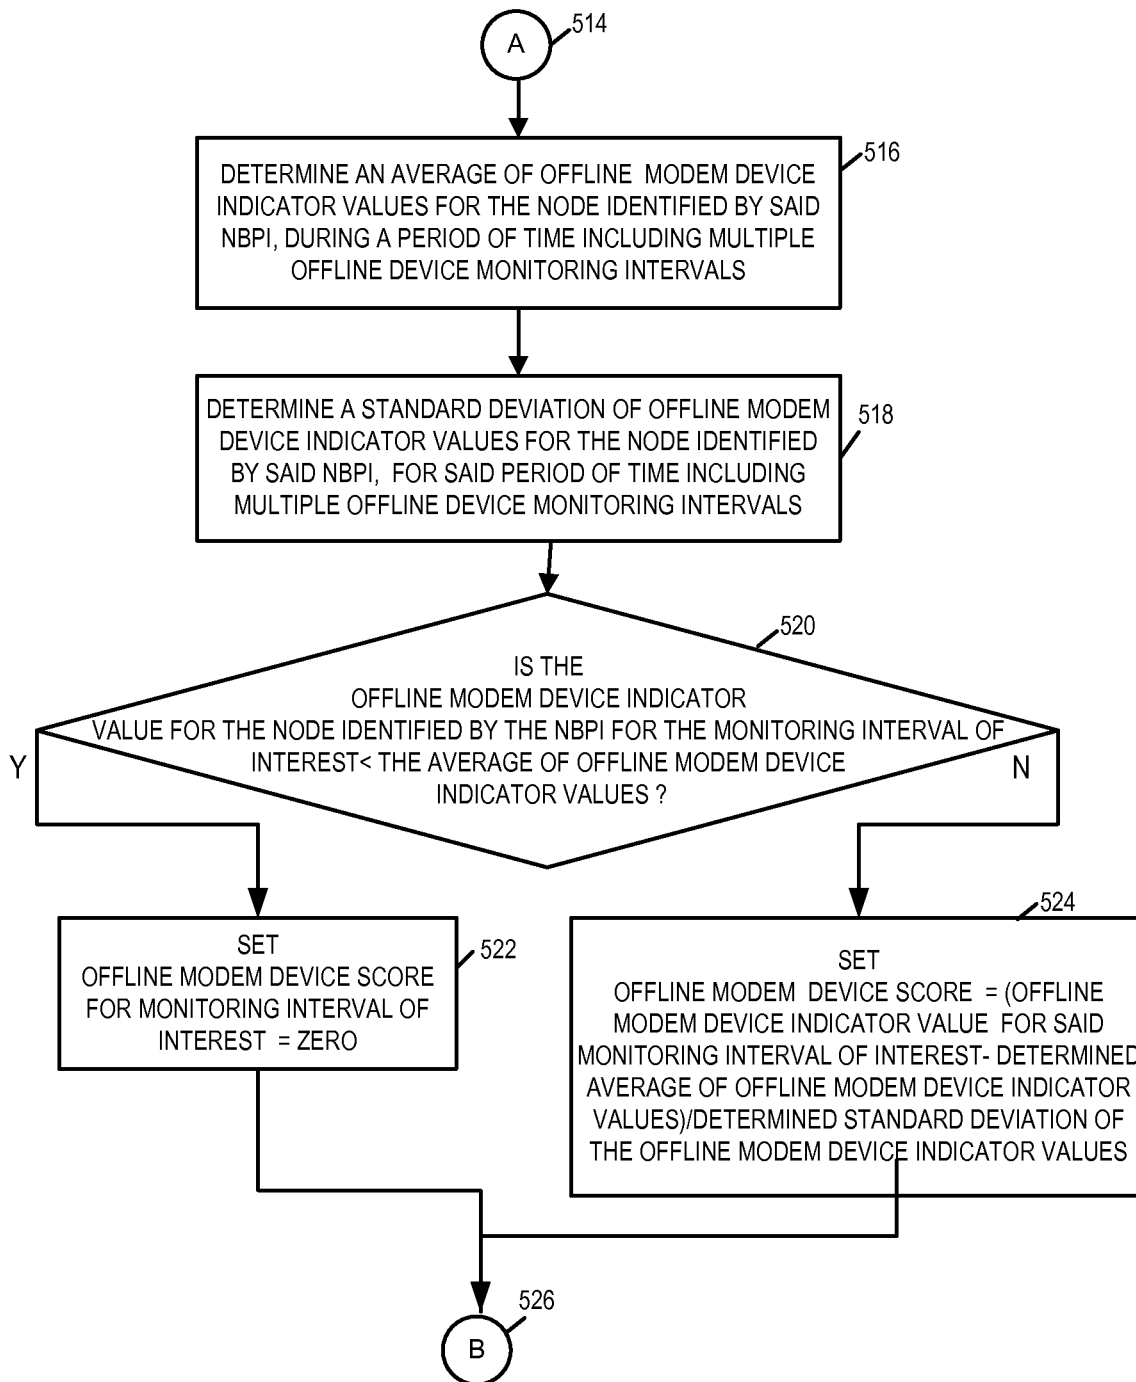 A
514
516
DETERMINE AN AVERAGE OF OFFLINE MODEM DEVICE
INDICATOR VALUES FOR THE NODE IDENTIFIED BY SAID
NBPI, DURING A PERIOD OF TIME INCLUDING MULTIPLE
OFFLINE DEVICE MONITORING INTERVALS
518
DETERMINE A STANDARD DEVIATION OF OFFLINE MODEM
DEVICE INDICATOR VALUES FOR THE NODE IDENTIFIED
BY SAID NBPI, FOR SAID PERIOD OF TIME INCLUDING
MULTIPLE OFFLINE DEVICE MONITORING INTERVALS
520
IS THE
OFFLINE MODEM DEVICE INDICATOR
VALUE FOR THE NODE IDENTIFIED BY THE NBPI FOR THE MONITORING INTERVAL OF
INTEREST< THE AVERAGE OF OFFLINE MODEM DEVICE
INDICATOR VALUES ?
Y
N
522
SET
OFFLINE MODEM DEVICE SCORE
FOR MONITORING INTERVAL OF
INTEREST = ZERO
524
SET
OFFLINE MODEM DEVICE SCORE = (OFFLINE
MODEM DEVICE INDICATOR VALUE FOR SAID
MONITORING INTERVAL OF INTEREST- DETERMINED
AVERAGE OF OFFLINE MODEM DEVICE INDICATOR
VALUES)/DETERMINED STANDARD DEVIATION OF
THE OFFLINE MODEM DEVICE INDICATOR VALUES
526
B